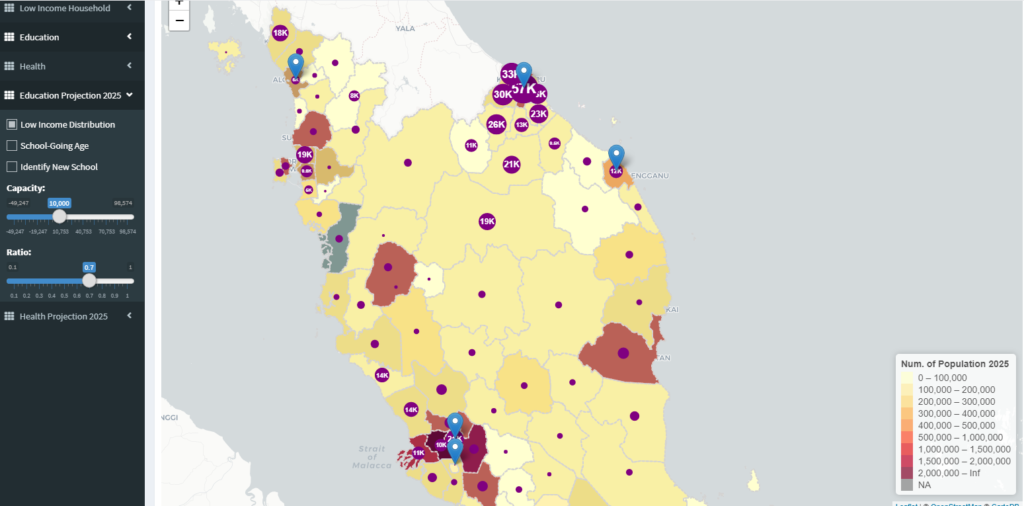 Low Income Household
Education
Health
Education Projection 2025
Low Income Distribution
School-Going Age
Identify New School
Capacity:
-49,247
10,000
98,574
-49,247 -19,247 10,753 40,753 70,753 98,574
Ratio:
0.1
0.7
1
0.1 0.2 0.3 0.4 0.5 0.6 0.7 0.8 0.9 1
Health Projection 2025
+
−
YALA
18K
8K
19K
33K
57K
30K
26K
13K
23K
11K
9.6K
21K
12K
ENGGANU
19K
KAI
AN
14K
14K
10K
11K
NGGI
Strait of
Malacca
Num. of Population 2025
0 – 100,000
100,000 – 200,000
200,000 – 300,000
300,000 – 400,000
400,000 – 500,000
500,000 – 1,000,000
1,000,000 – 1,500,000
1,500,000 – 2,000,000
2,000,000 – Inf
NA